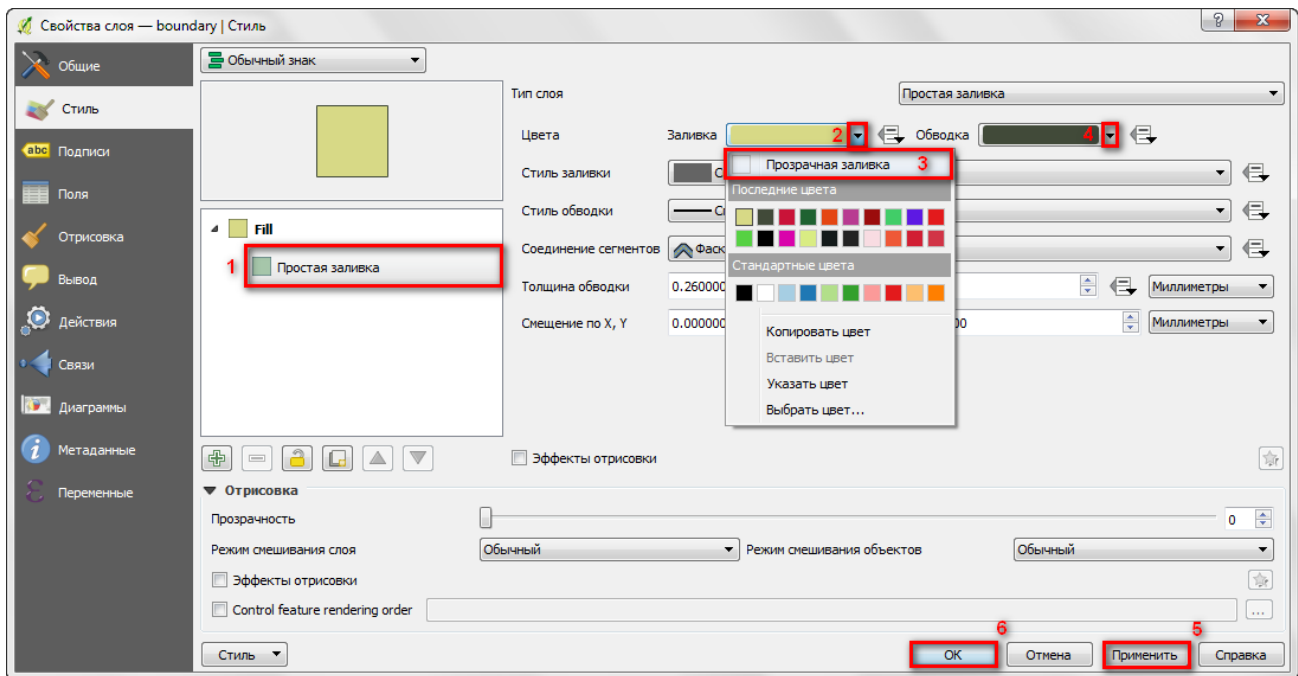 Свойства слоя — boundary | Стиль
Общие
Стиль
abc Подписи
Поля
Отрисовка
Вывод
Действия
Связи
Диаграммы
Метаданные
Переменные
Обычный знак
Fill
1 Простая заливка
Тип слоя Простая заливка
Цвета Заливка 2 Обводка 4
Стиль заливки
Стиль обводки
Соединение сегментов Фаск
Толщина обводки 0.260000 Миллиметры
Смещение по X, Y 0.000000 00 Миллиметры
Прозрачная заливка 3
Последние цвета
Стандартные цвета
Копировать цвет
Вставить цвет
Указать цвет
Выбрать цвет...
Эффекты отрисовки
Отрисовка
Прозрачность 0
Режим смешивания слоя Обычный Режим смешивания объектов Обычный
Эффекты отрисовки
Control feature rendering order ...
Стиль 6 OK Отмена 5 Применить Справка